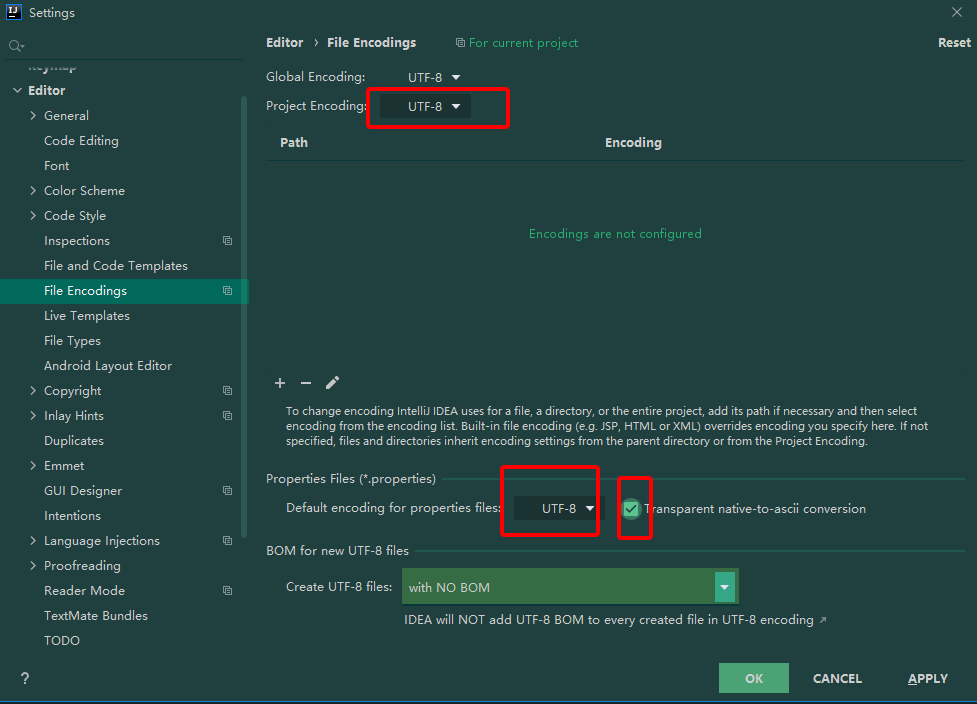 IJ
Settings
Editor › File Encodings
For current project
Reset
Keymap
Editor
General
Code Editing
Font
Color Scheme
Code Style
Inspections
File and Code Templates
File Encodings
Live Templates
File Types
Android Layout Editor
Copyright
Inlay Hints
Duplicates
Emmet
GUI Designer
Intentions
Language Injections
Proofreading
Reader Mode
TextMate Bundles
TODO
Global Encoding: UTF-8
Project Encoding: UTF-8
Path Encoding
Encodings are not configured
To change encoding IntelliJ IDEA uses for a file, a directory, or the entire project, add its path if necessary and then select
encoding from the encoding list. Built-in file encoding (e.g. JSP, HTML or XML) overrides encoding you specify here. If not
specified, files and directories inherit encoding settings from the parent directory or from the Project Encoding.
Properties Files (*.properties)
Default encoding for properties files: UTF-8 Transparent native-to-ascii conversion
BOM for new UTF-8 files
Create UTF-8 files: with NO BOM
IDEA will NOT add UTF-8 BOM to every created file in UTF-8 encoding ↗
?
OK CANCEL APPLY